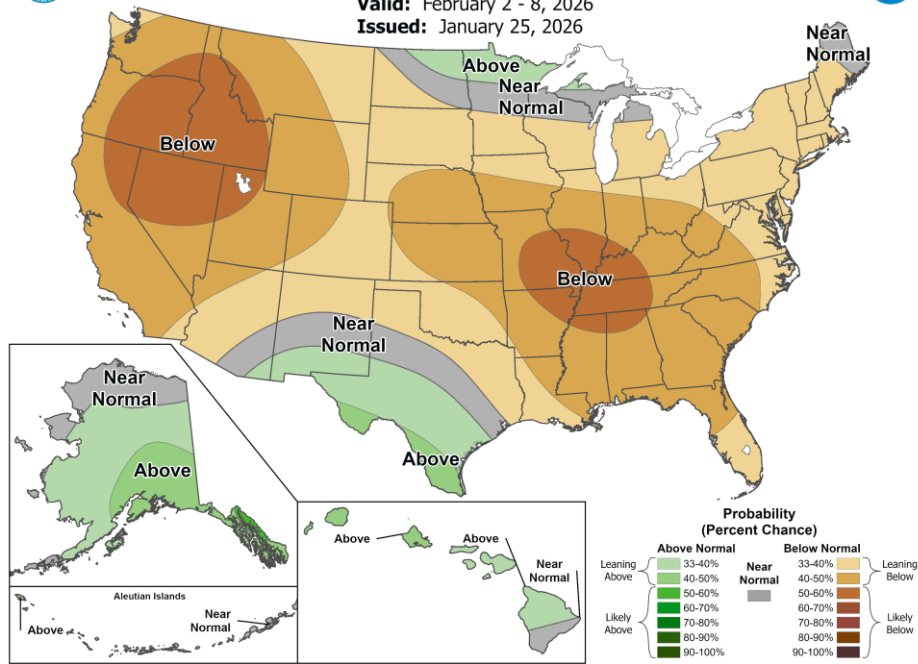 Valid: February 2 - 8, 2026
Issued: January 25, 2026
Near
Normal
Above
Near
Normal
Below
Below
Near
Normal
Above
Near
Normal
Above
Aleutian Islands
Above
Near
Normal
Above
Above
Near
Normal
Probability
(Percent Chance)
Above Normal
Below Normal
Leaning
Above
33-40%
40-50%
Likely
Above
50-60%
60-70%
70-80%
80-90%
90-100%
Near
Normal
33-40%
40-50%
Leaning
Below
50-60%
60-70%
70-80%
80-90%
90-100%
Likely
Below